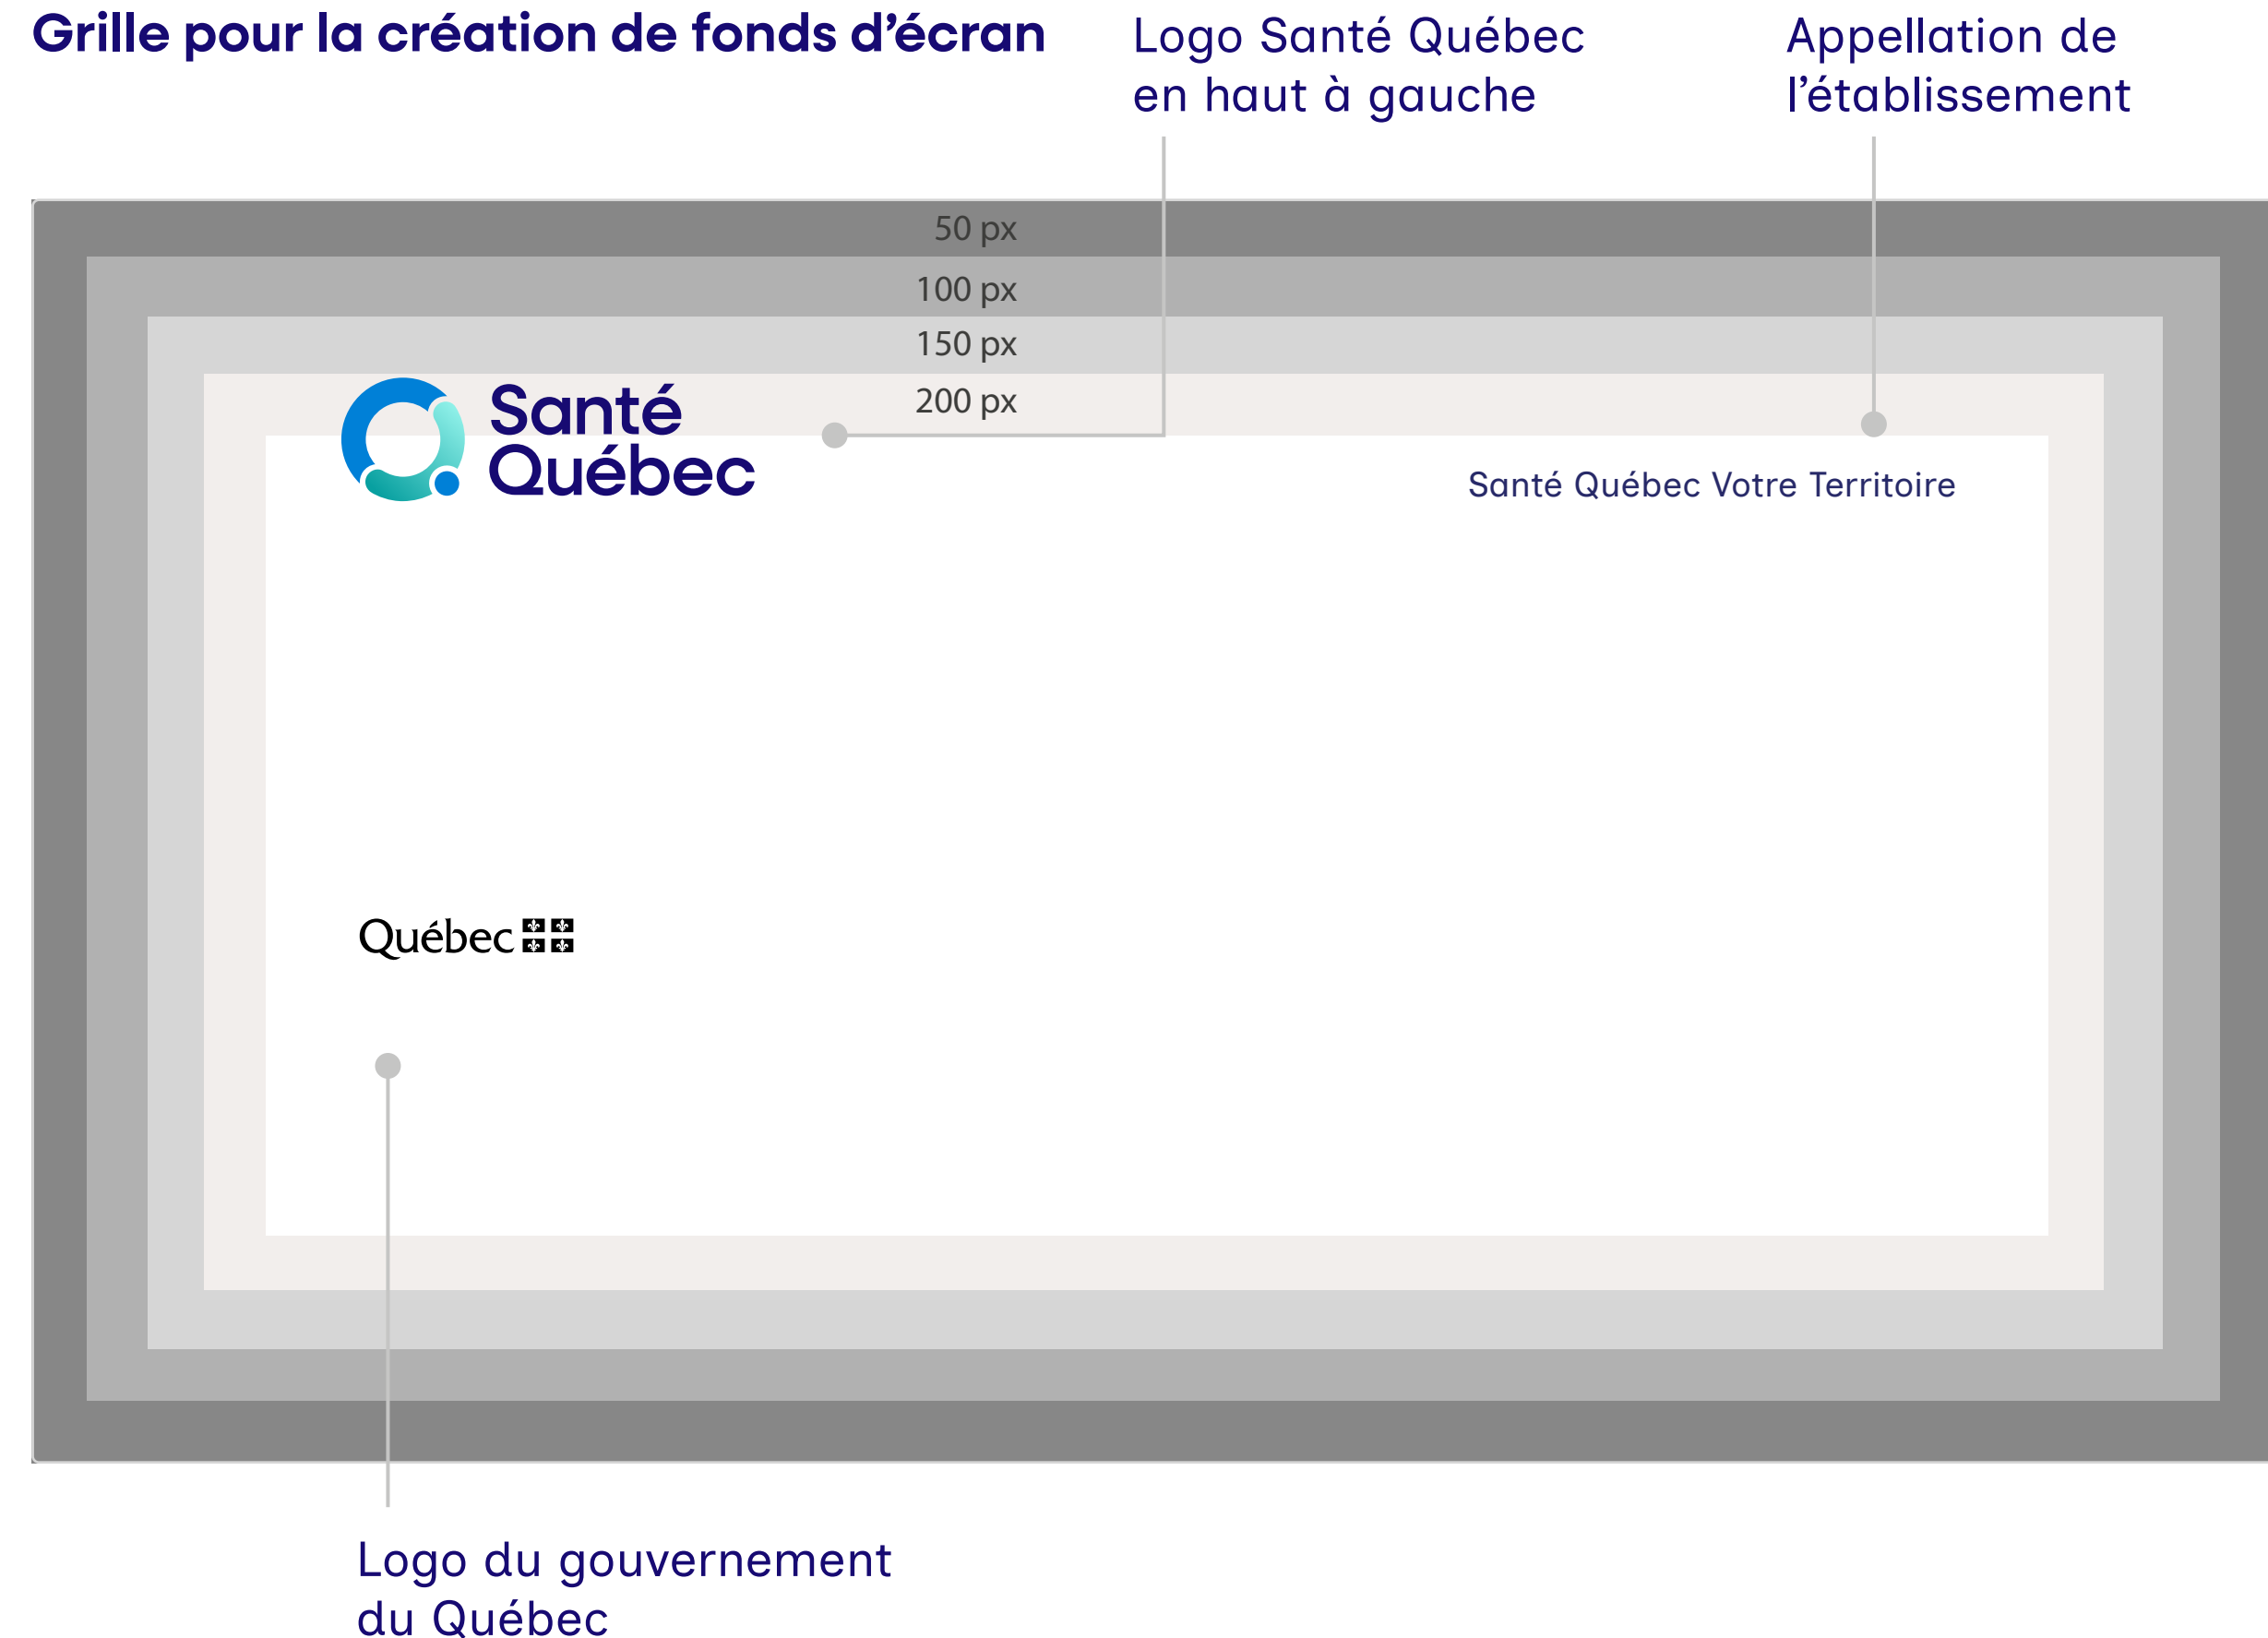 Grille pour la création de fonds d’écran
Logo Santé Québec
en haut à gauche
Appellation de
l’établissement
50 px
100 px
150 px
200 px
Santé
Québec
Santé Québec Votre Territoire
Québec
Logo du gouvernement
du Québec